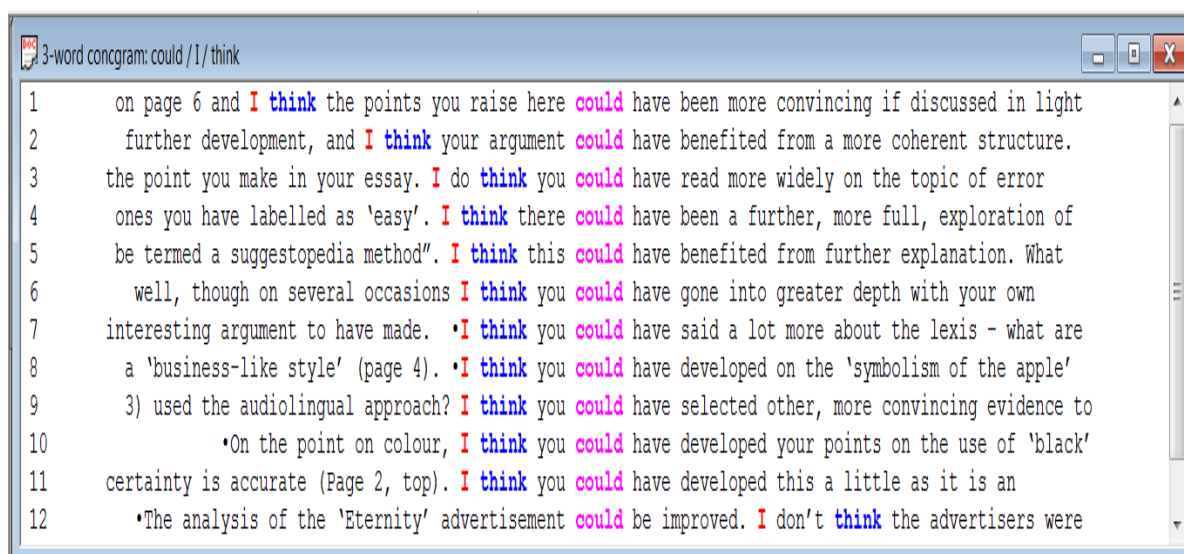 3-word concgram: could / I / think
1 on page 6 and I think the points you raise here could have been more convincing if discussed in light
2 further development, and I think your argument could have benefited from a more coherent structure.
3 the point you make in your essay. I do think you could have read more widely on the topic of error
4 ones you have labelled as ‘easy’. I think there could have been a further, more full, exploration of
5 be termed a suggestopedia method”. I think this could have benefited from further explanation. What
6 well, though on several occasions I think you could have gone into greater depth with your own
7 interesting argument to have made. •I think you could have said a lot more about the lexis – what are
8 a ‘business-like style’ (page 4). •I think you could have developed on the ‘symbolism of the apple’
9 3) used the audiolingual approach? I think you could have selected other, more convincing evidence to
10 •On the point on colour, I think you could have developed your points on the use of ‘black’
11 certainty is accurate (Page 2, top). I think you could have developed this a little as it is an
12 •The analysis of the ‘Eternity’ advertisement could be improved. I don’t think the advertisers were